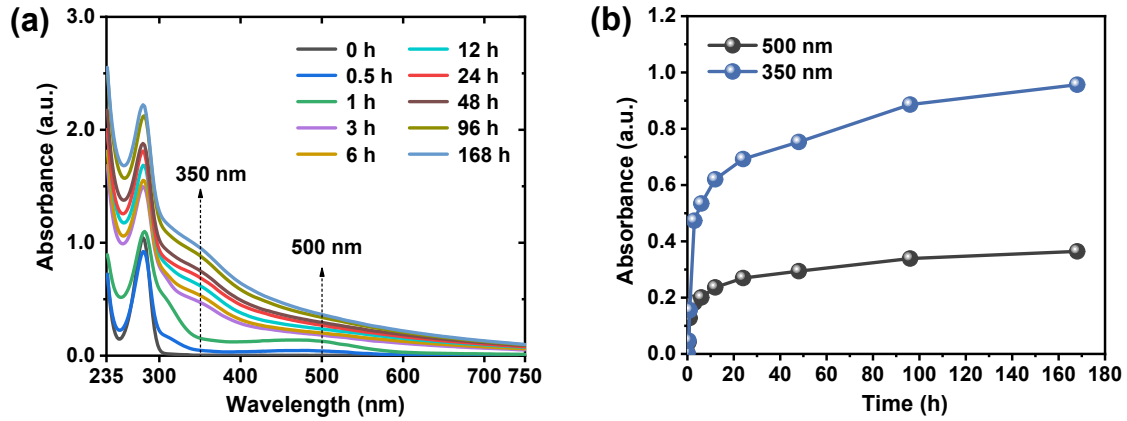 (a)
3.0
2.0
1.0
0.0
Absorbance (a.u.)
0 h
0.5 h
1 h
3 h
6 h
12 h
24 h
48 h
96 h
168 h
350 nm
500 nm
235 300 400 500 600 700 750
Wavelength (nm)
(b)
1.2
1.0
0.8
0.6
0.4
0.2
0.0
Absorbance (a.u.)
500 nm
350 nm
0 20 40 60 80 100 120 140 160 180
Time (h)